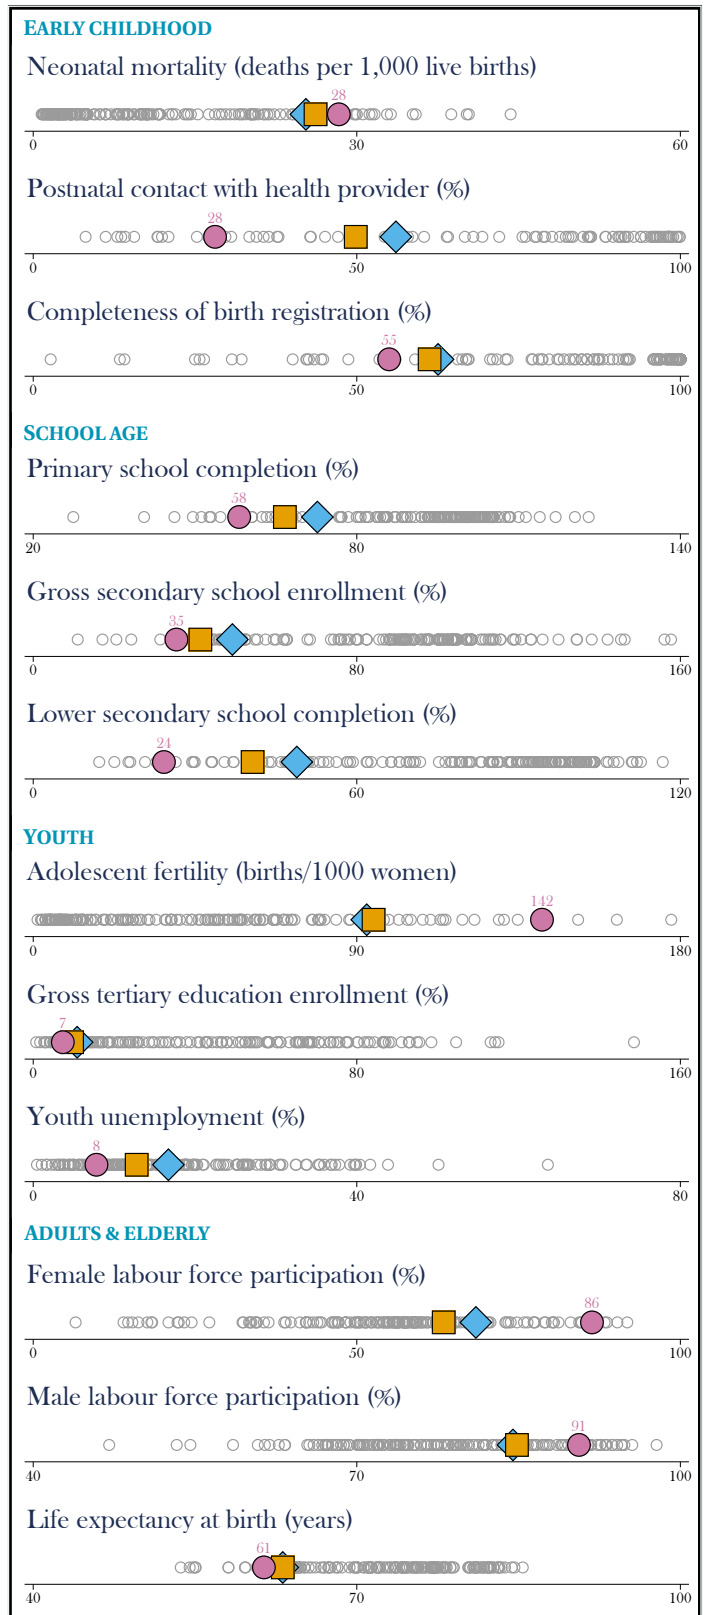 EARLY CHILDHOOD
Neonatal mortality (deaths per 1,000 live births)
28
0 30 60
Postnatal contact with health provider (%)
28
0 50 100
Completeness of birth registration (%)
55
0 50 100
SCHOOL AGE
Primary school completion (%)
58
20 80 140
Gross secondary school enrollment (%)
35
0 80 160
Lower secondary school completion (%)
24
0 60 120
YOUTH
Adolescent fertility (births/1000 women)
142
0 90 180
Gross tertiary education enrollment (%)
7
0 80 160
Youth unemployment (%)
8
0 40 80
ADULTS & ELDERLY
Female labour force participation (%)
86
0 50 100
Male labour force participation (%)
91
40 70 100
Life expectancy at birth (years)
61
40 70 100